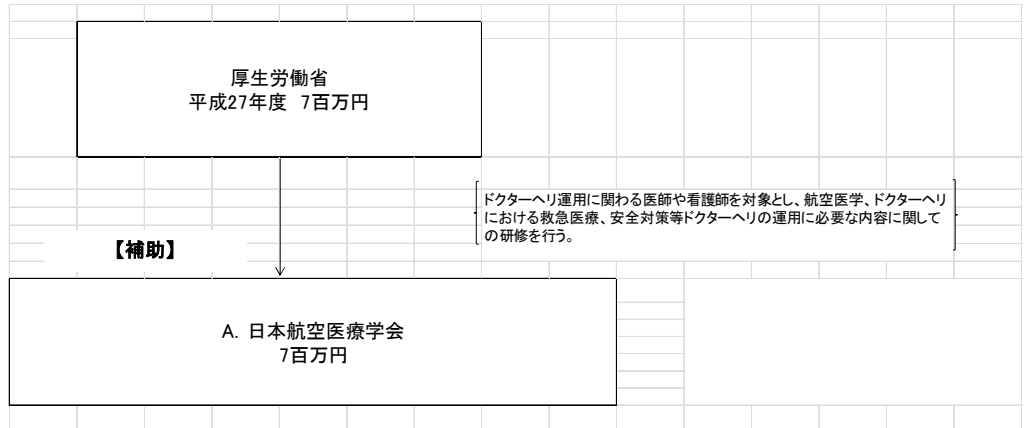 厚生労働省
平成27年度 7百万円
ドクターヘリ運用に関わる医師や看護師を対象とし、航空医学、ドクターヘリ
における救急医療、安全対策等ドクターヘリの運用に必要な内容に関して
の研修を行う。
【補助】
A. 日本航空医療学会
7百万円